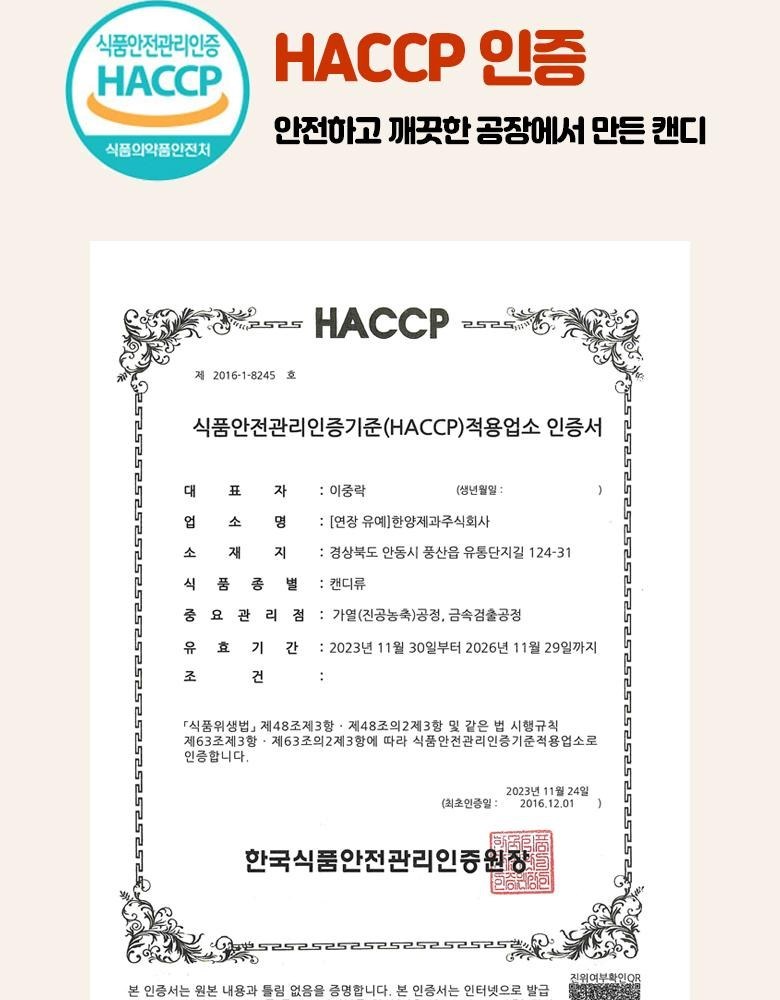 식품안전관리인증
HACCP
식품의약품안전처
HACCP 인증
안전하고 깨끗한 공장에서 만든 캔디
HACCP
제 2016-1-8245 호
식품안전관리인증기준(HACCP)적용업소 인증서
대 표 자 : 이중락 (생년월일 : )
업 소 명 : [연장 유예]한양제과주식회사
소 재 지 : 경상북도 안동시 풍산읍 유통단지길 124-31
식 품 종 별 : 캔디류
중 요 관 리 점 : 가열(진공농축)공정, 금속검출공정
유 효 기 간 : 2023년 11월 30일부터 2026년 11월 29일까지
조 건 :
「식품위생법」 제48조제3항 · 제48조의2제3항 및 같은 법 시행규칙
제63조제3항 · 제63조의2제3항에 따라 식품안전관리인증기준적용업소로
인증합니다.
2023년 11월 24일
(최초인증일 : 2016.12.01 )
한국식품안전관리인증원장
진위여부확인QR
본 인증서는 원본 내용과 틀림 없음을 증명합니다. 본 인증서는 인터넷으로 발급